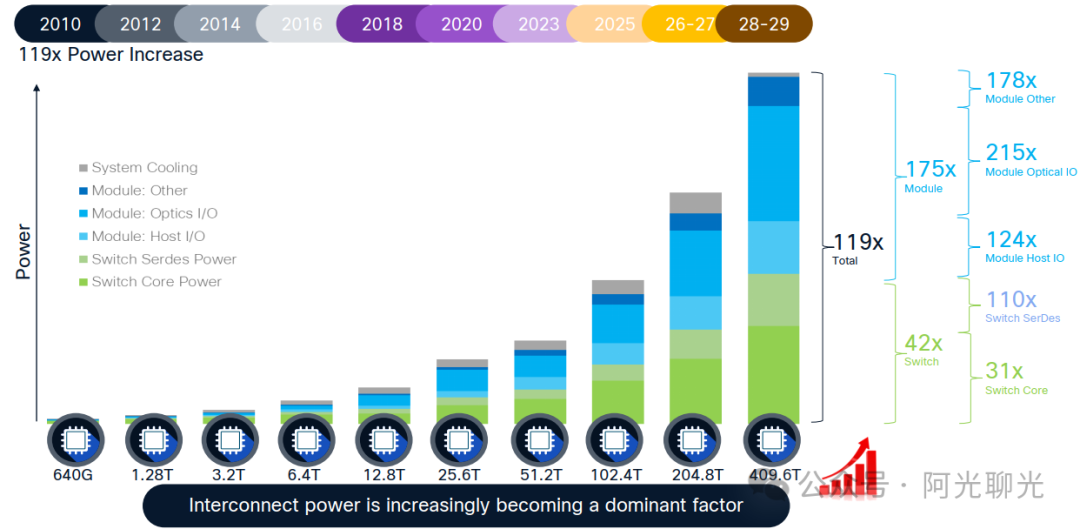 2010 2012 2014 2016 2018 2020 2023 2025 26-27 28-29
119x Power Increase
Power
System Cooling
Module: Other
Module: Optics I/O
Module: Host I/O
Switch Serdes Power
Switch Core Power
119x
Total
175x
Module
42x
Switch
178x
Module Other
215x
Module Optical IO
124x
Module Host IO
110x
Switch SerDes
31x
Switch Core
640G 1.28T 3.2T 6.4T 12.8T 25.6T 51.2T 102.4T 204.8T 409.6T
公众号 · 阿光聊光
Interconnect power is increasingly becoming a dominant factor